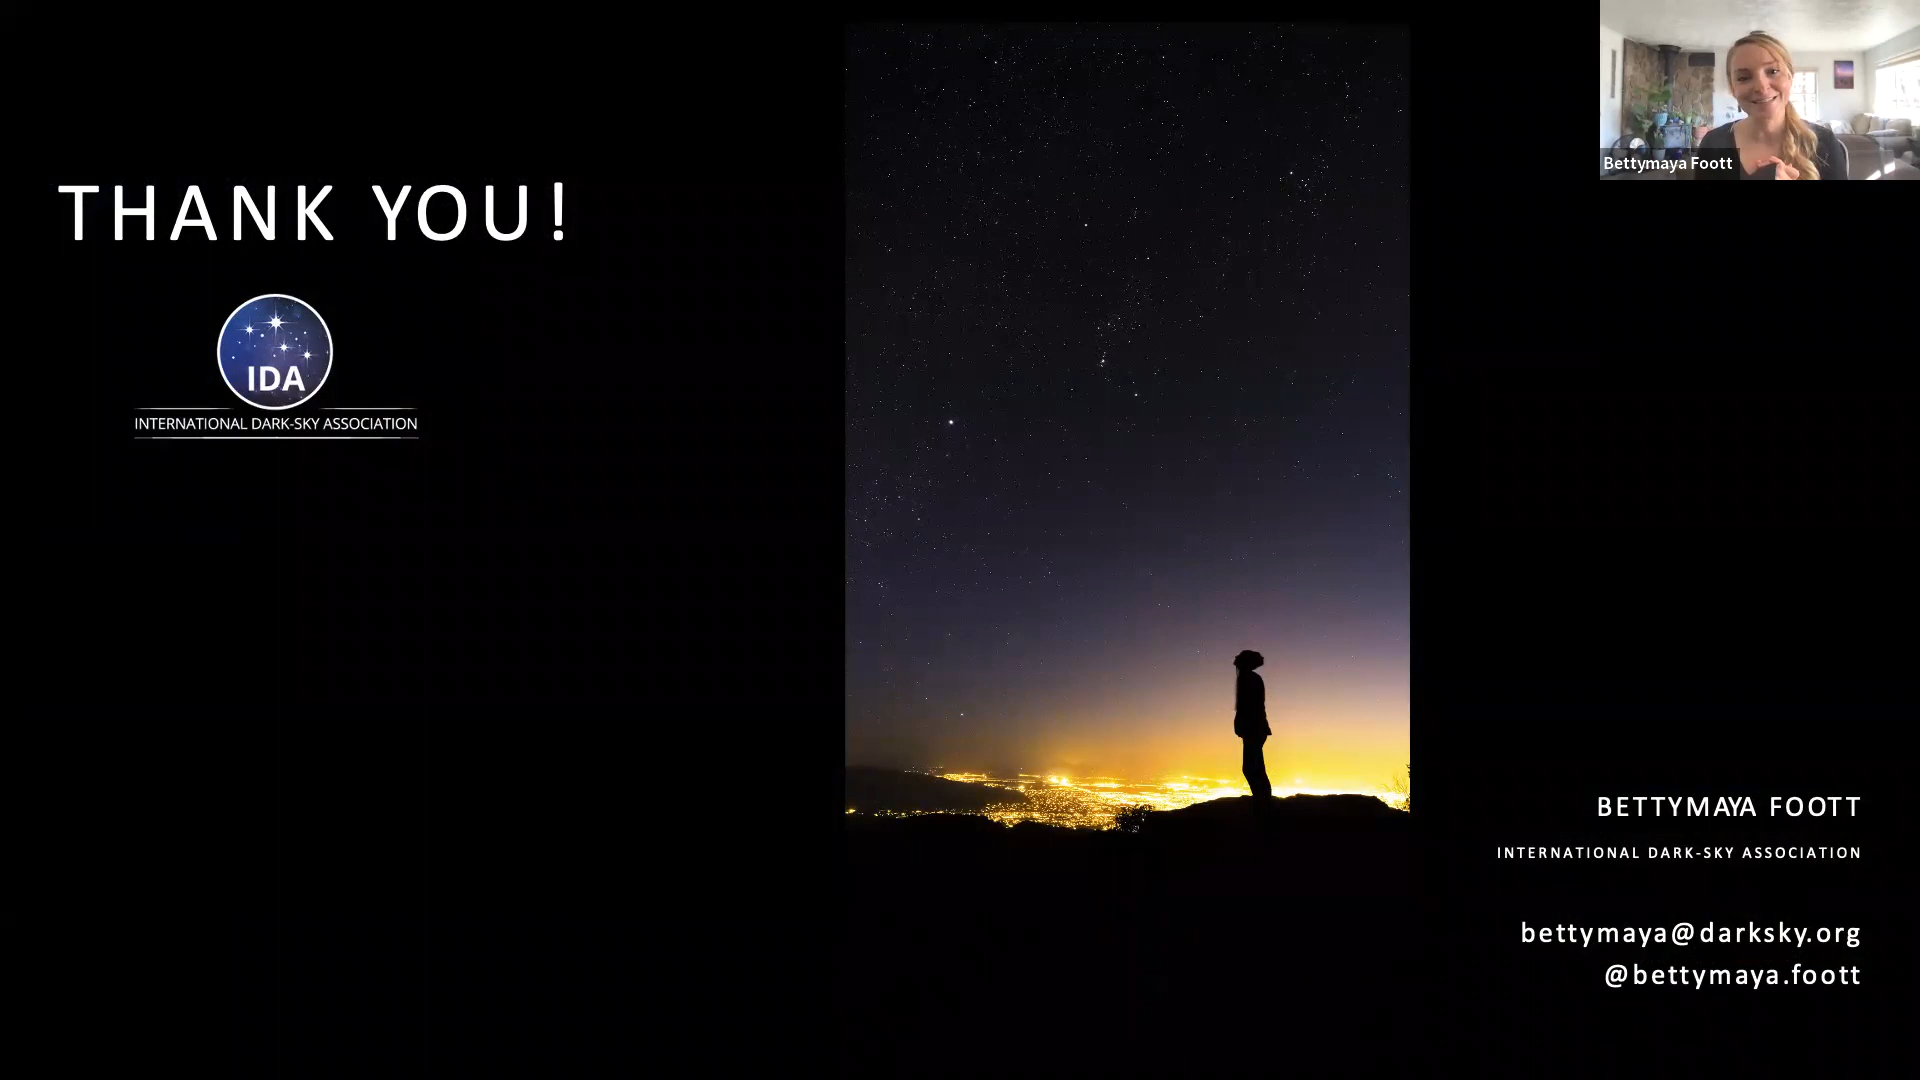 Bettymaya Foott
THANK YOU!
IDA
INTERNATIONAL DARK-SKY ASSOCIATION
BETTYMAYA FOOTT
INTERNATIONAL DARK-SKY ASSOCIATION
bettymaya@darksky.org
@bettymaya.foott